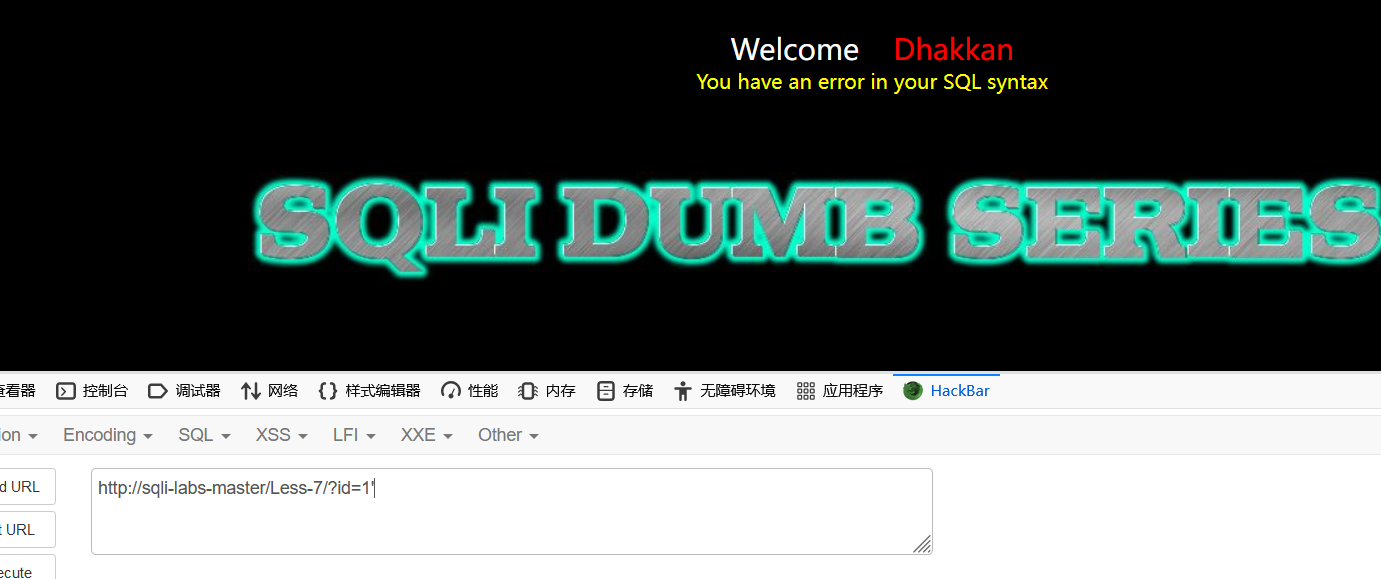 Welcome Dhakkan
You have an error in your SQL syntax
SQLI DUMB SERIES
查看器 控制台 调试器 网络 样式编辑器 性能 内存 存储 无障碍环境 应用程序 HackBar
ion Encoding SQL XSS LFI XXE Other
d URL
http://sqli-labs-master/Less-7/?id=1'
t URL
ecute